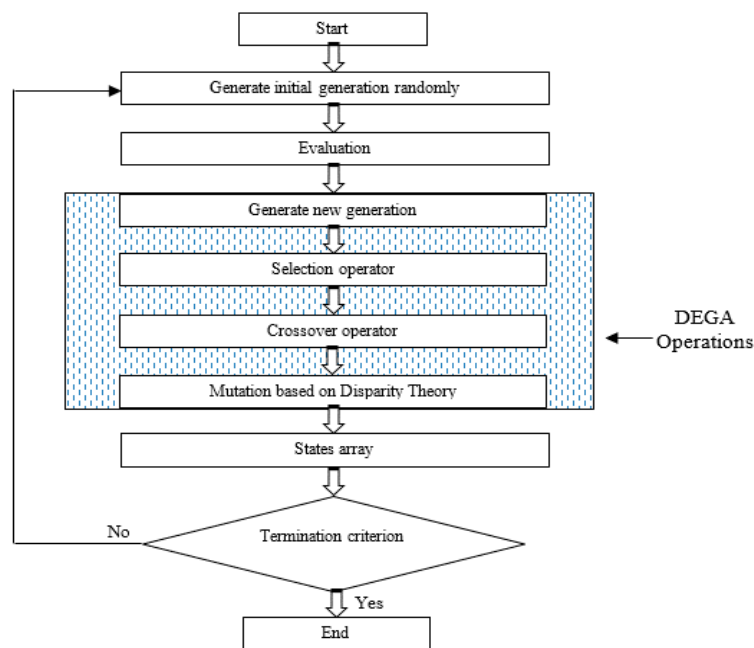 Start
Generate initial generation randomly
Evaluation
Generate new generation
Selection operator
Crossover operator
DEGA
Operations
Mutation based on Disparity Theory
States array
No
Termination criterion
Yes
End